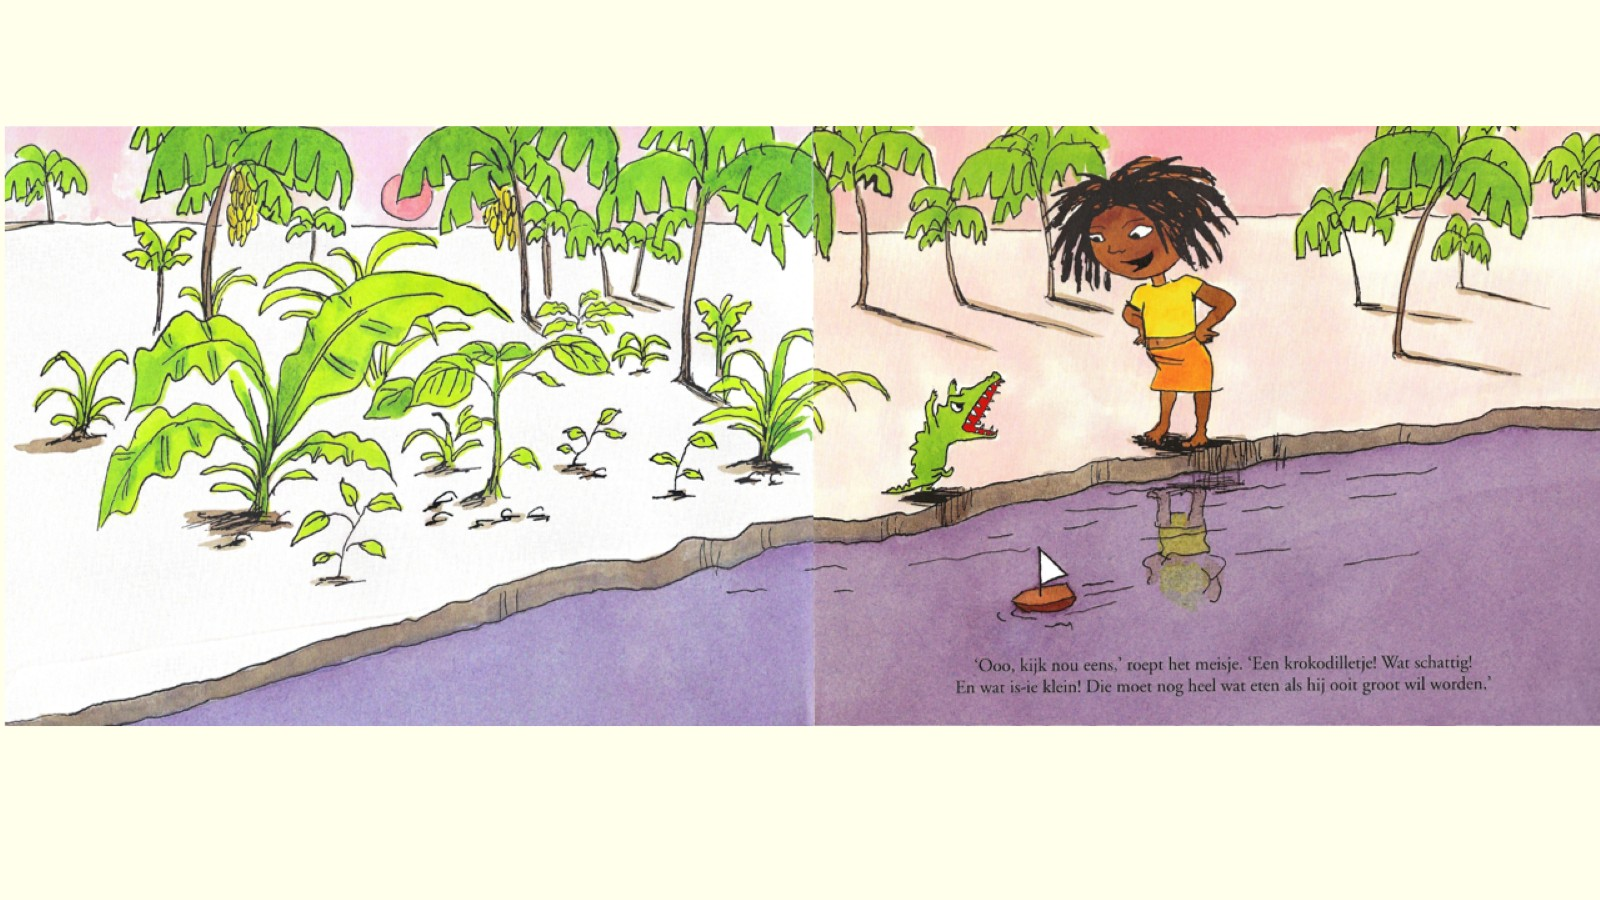 ‘Ooo, kijk nou eens,’ roept het meisje. ‘Een krokodilletje! Wat schattig!
En wat is-ie klein! Die moet nog heel wat eten als hij ooit groot wil worden.’